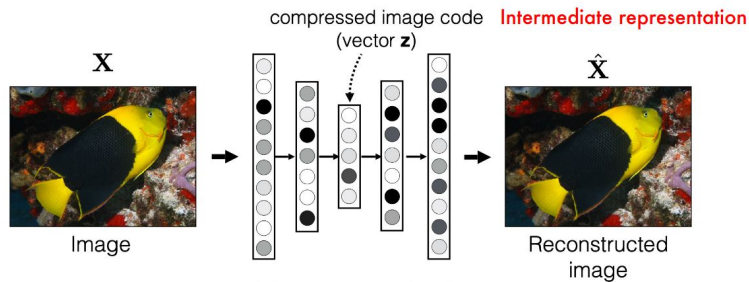 compressed image code
(vector z)
Intermediate representation
X
X̂
Image
Reconstructed
image